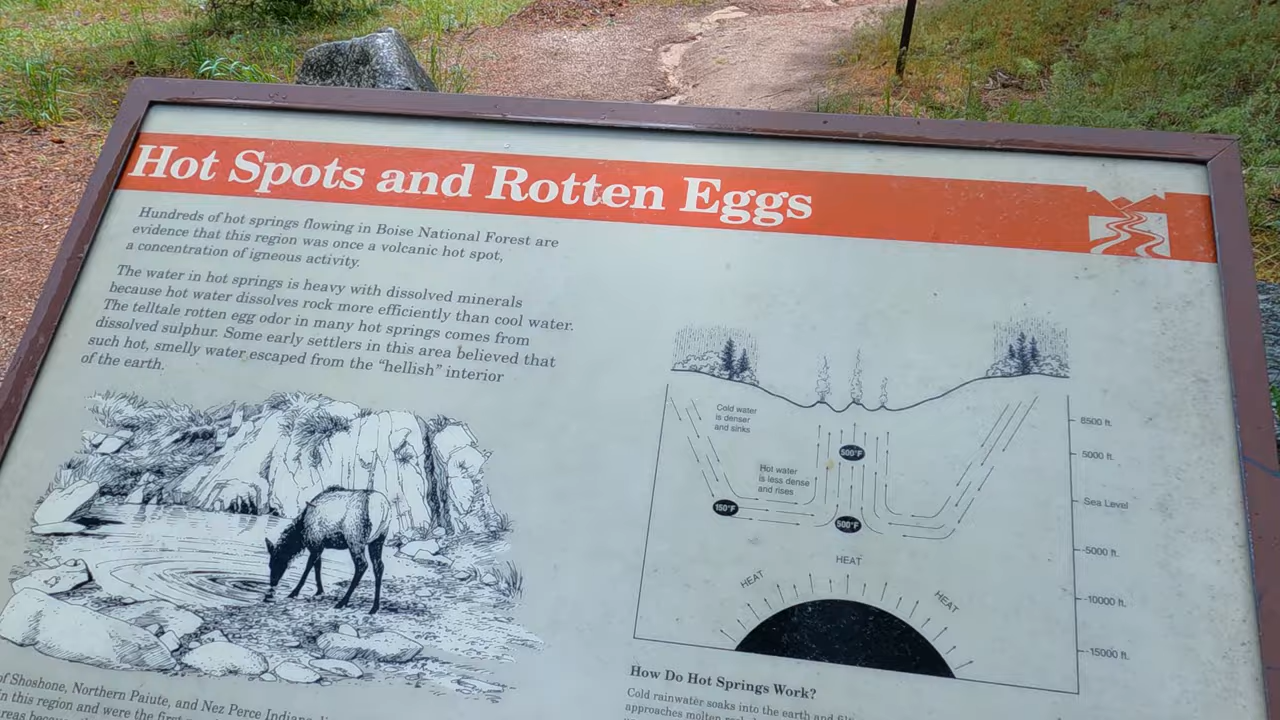 Hot Spots and Rotten Eggs
Hundreds of hot springs flowing in Boise National Forest are
evidence that this region was once a volcanic hot spot,
a concentration of igneous activity.
The water in hot springs is heavy with dissolved minerals
because hot water dissolves rock more efficiently than cool water.
The telltale rotten egg odor in many hot springs comes from
dissolved sulphur. Some early settlers in this area believed that
such hot, smelly water escaped from the "hellish" interior
of the earth.
Cold water
is denser
and sinks
Hot water
is less dense
and rises
500°F
150°F
500°F
HEAT
HEAT
HEAT
8500 ft.
5000 ft.
Sea Level
-5000 ft.
-10000 ft.
-15000 ft.
of Shoshone, Northern Paiute, and Nez Perce Indians
in this region and were the first
How Do Hot Springs Work?
Cold rainwater soaks into the earth and
approaches molten